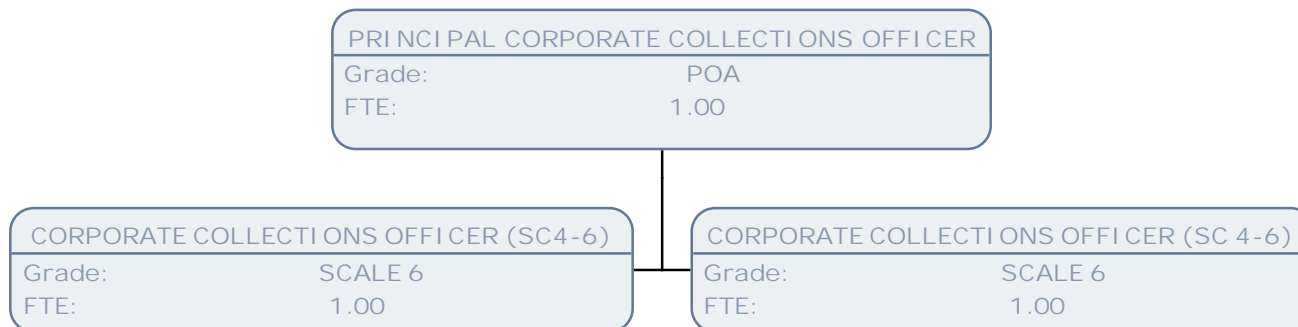 PRINCIPAL CORPORATE COLLECTIONS OFFICER
Grade: POA
FTE: 1.00
CORPORATE COLLECTIONS OFFICER (SC4-6)
Grade: SCALE 6
FTE: 1.00
CORPORATE COLLECTIONS OFFICER (SC 4-6)
Grade: SCALE 6
FTE: 1.00